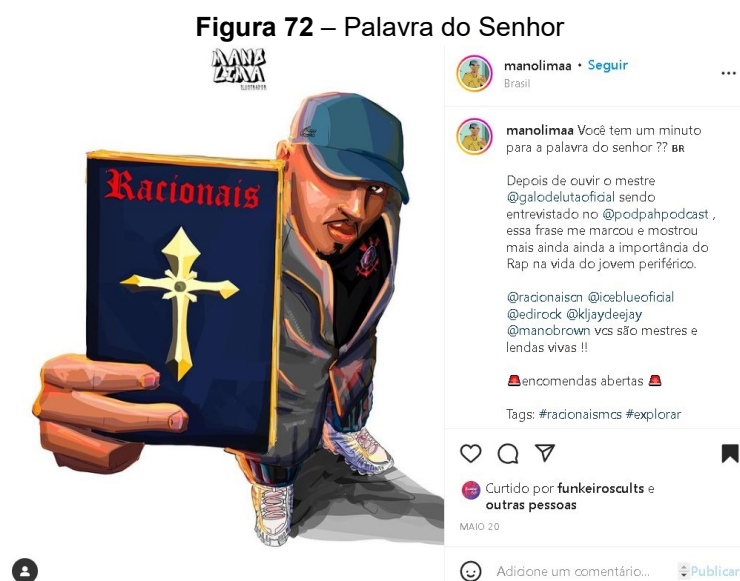 Figura 72 – Palavra do Senhor
MANO
LIMA
ILLUSTRATOR
Racionais
manolimaa • Seguir
Brasil
manolimaa Você tem um minuto
para a palavra do senhor ?? BR
Depois de ouvir o mestre
@galodelutaoficial sendo
entrevistado no @podpahpodcast ,
essa frase me marcou e mostrou
mais ainda ainda a importância do
Rap na vida do jovem periférico.
@racionaiscn @iceblueoficial
@edirock @kljaydeejay
@manobrown vcs são mestres e
lendas vivas !!
🚨encomendas abertas 🚨
Tags: #racionaismcs #explorar
Curtido por funkeiroscults e
outras pessoas
MAIO 20
Adicione um comentário...
Publicar